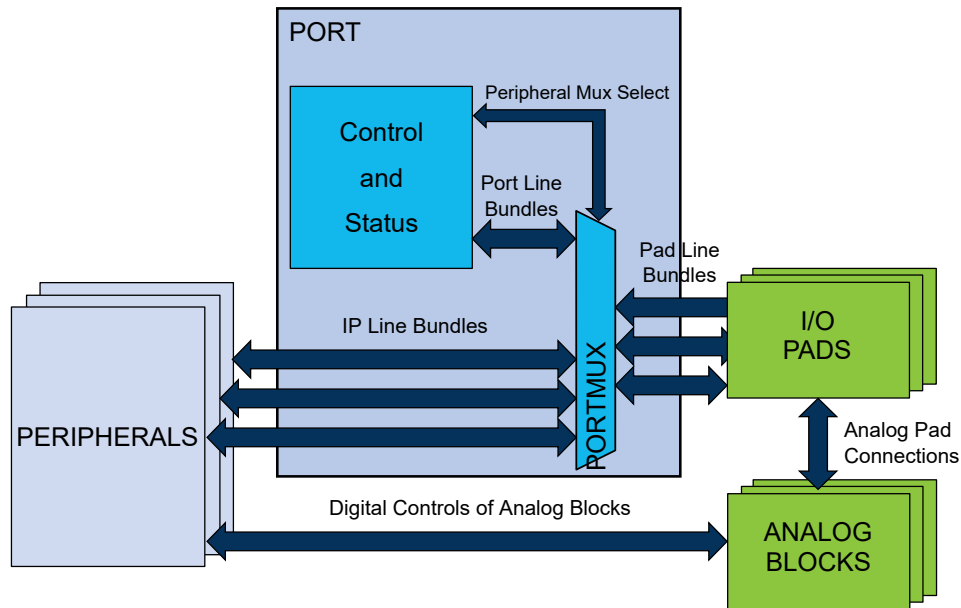 PORT
Peripheral Mux Select
Control
and
Status
Port Line
Bundles
Pad Line
Bundles
IP Line Bundles
I/O
PADS
PORTMUX
PERIPHERALS
Analog Pad
Connections
Digital Controls of Analog Blocks
ANALOG
BLOCKS